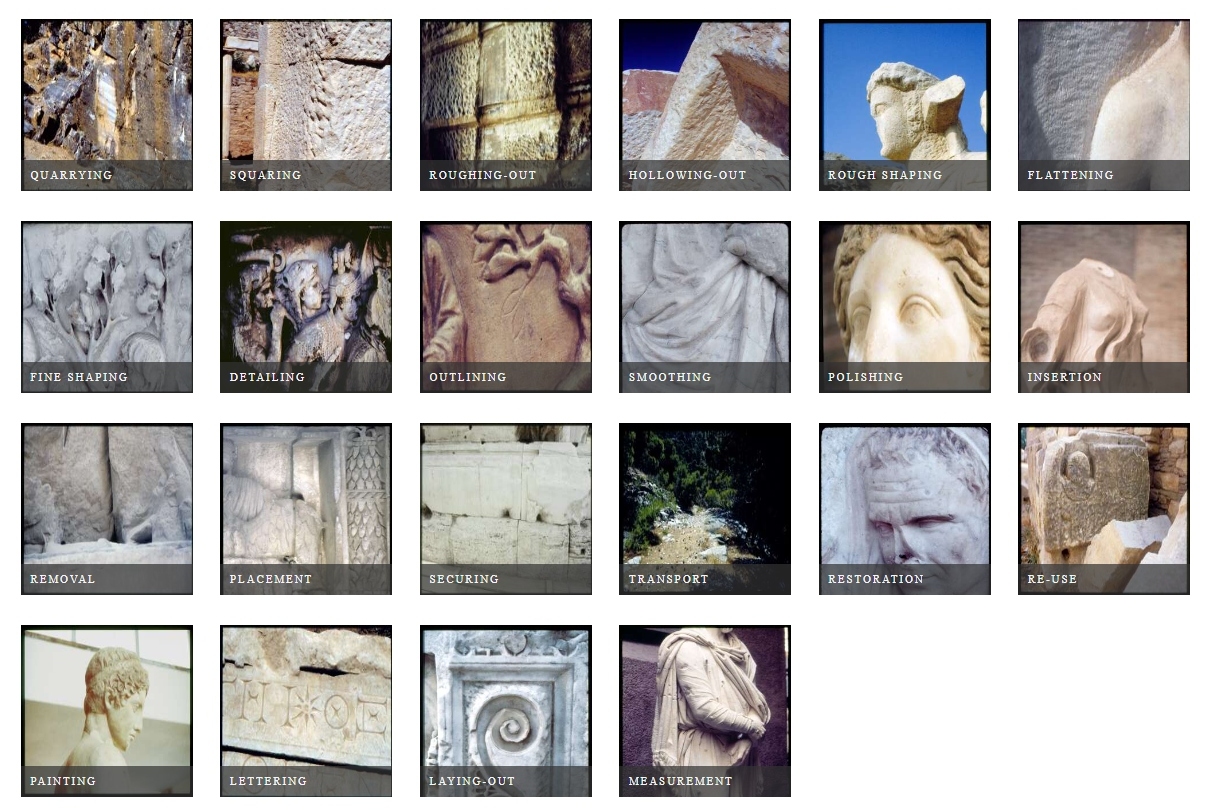 QUARRYING
SQUARING
ROUGHING-OUT
HOLLOWING-OUT
ROUGH SHAPING
FLATTENING
FINE SHAPING
DETAILING
OUTLINING
SMOOTHING
POLISHING
INSERTION
REMOVAL
PLACEMENT
SECURING
TRANSPORT
RESTORATION
RE-USE
PAINTING
LETTERING
LAYING-OUT
MEASUREMENT